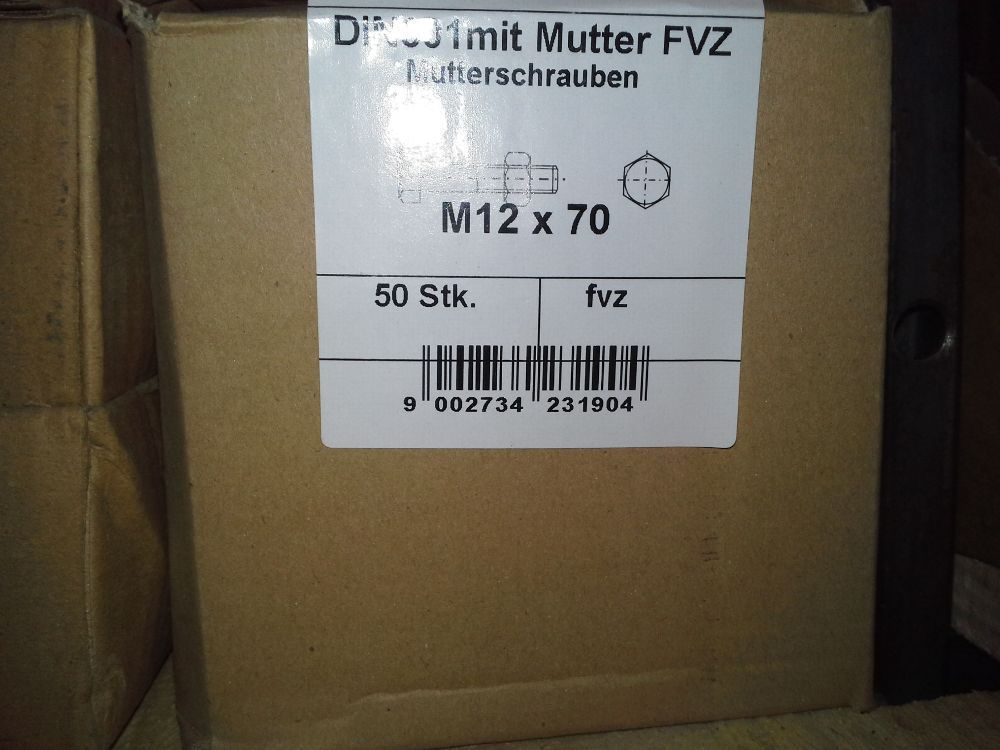 DIN601mit Mutter FVZ
Mutterschrauben
M12 x 70
50 Stk.
fvz
9 002734 231904